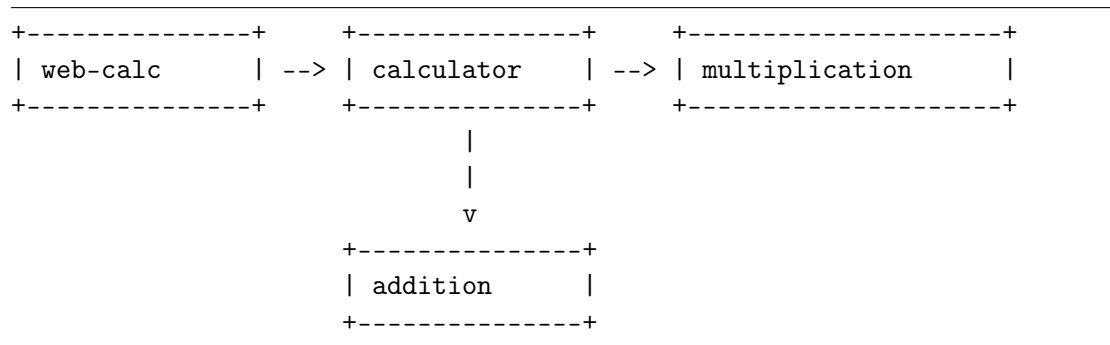 +---------------+     +---------------+     +---------------------+
| web-calc      | --> | calculator    | --> | multiplication      |
+---------------+     +---------------+     +---------------------+
                              |
                              |
                              v
                      +---------------+
                      | addition      |
                      +---------------+